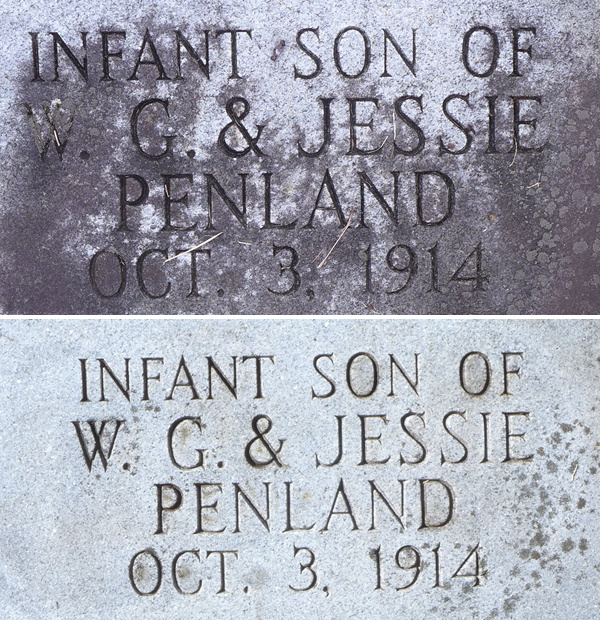 INFANT SON OF
W. G. & JESSIE
PENLAND
OCT. 3, 1914
INFANT SON OF
W. G. & JESSIE
PENLAND
OCT. 3, 1914